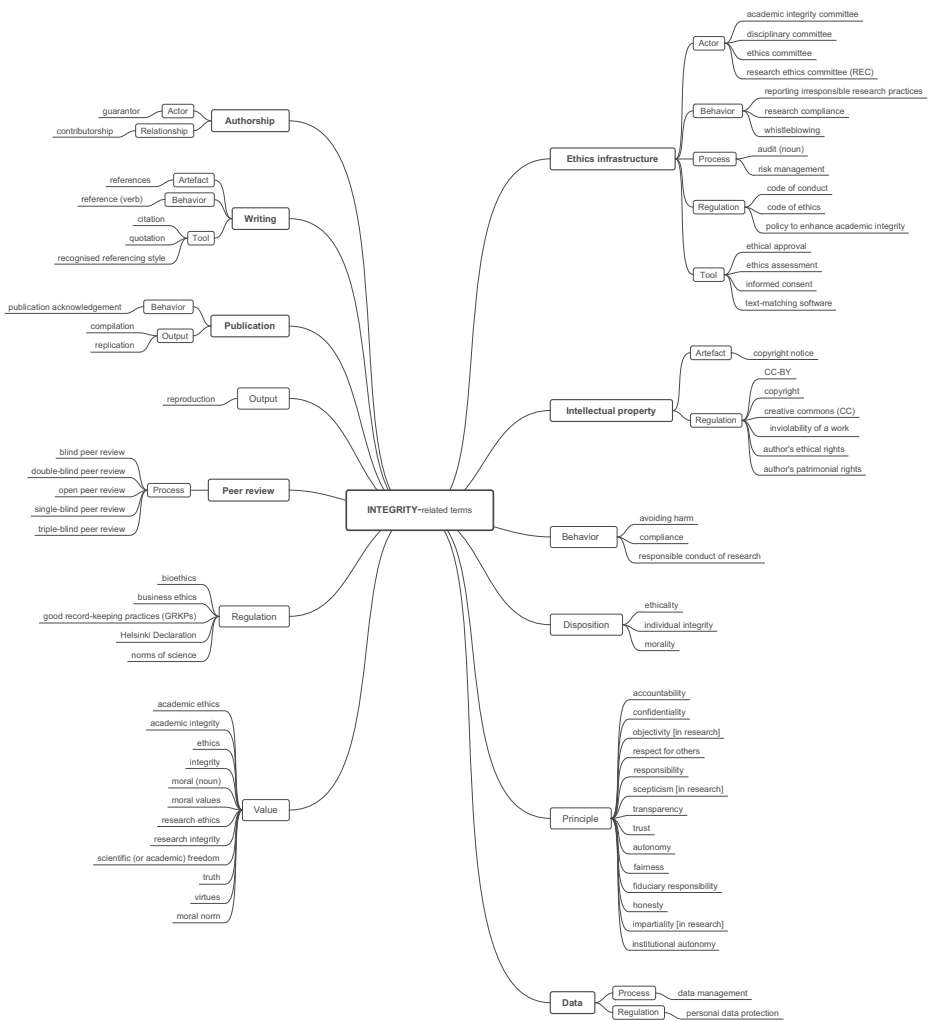 INTEGRITY-related terms
Authorship
Actor
guarantor
Relationship
contributorship
Writing
Artefact
references
Behavior
reference (verb)
Tool
citation
quotation
recognised referencing style
Publication
Behavior
publication acknowledgement
Output
compilation
replication
Output
reproduction
Peer review
Process
blind peer review
double-blind peer review
open peer review
single-blind peer review
triple-blind peer review
Regulation
bioethics
business ethics
good record-keeping practices (GRKPs)
Helsinki Declaration
norms of science
Value
academic ethics
academic integrity
ethics
integrity
moral (noun)
moral values
research ethics
research integrity
scientific (or academic) freedom
truth
virtues
moral norm
Ethics infrastructure
Actor
academic integrity committee
disciplinary committee
ethics committee
research ethics committee (REC)
Behavior
reporting irresponsible research practices
research compliance
whistleblowing
Process
audit (noun)
risk management
Regulation
code of conduct
code of ethics
policy to enhance academic integrity
Tool
ethical approval
ethics assessment
informed consent
text-matching software
Intellectual property
Artefact
copyright notice
Regulation
CC-BY
copyright
creative commons (CC)
inviolability of a work
author's ethical rights
author's patrimonial rights
Behavior
avoiding harm
compliance
responsible conduct of research
Disposition
ethicality
individual integrity
morality
Principle
accountability
confidentiality
objectivity [in research]
respect for others
responsibility
scepticism [in research]
transparency
trust
autonomy
fairness
fiduciary responsibility
honesty
impartiality [in research]
institutional autonomy
Data
Process
data management
Regulation
personal data protection